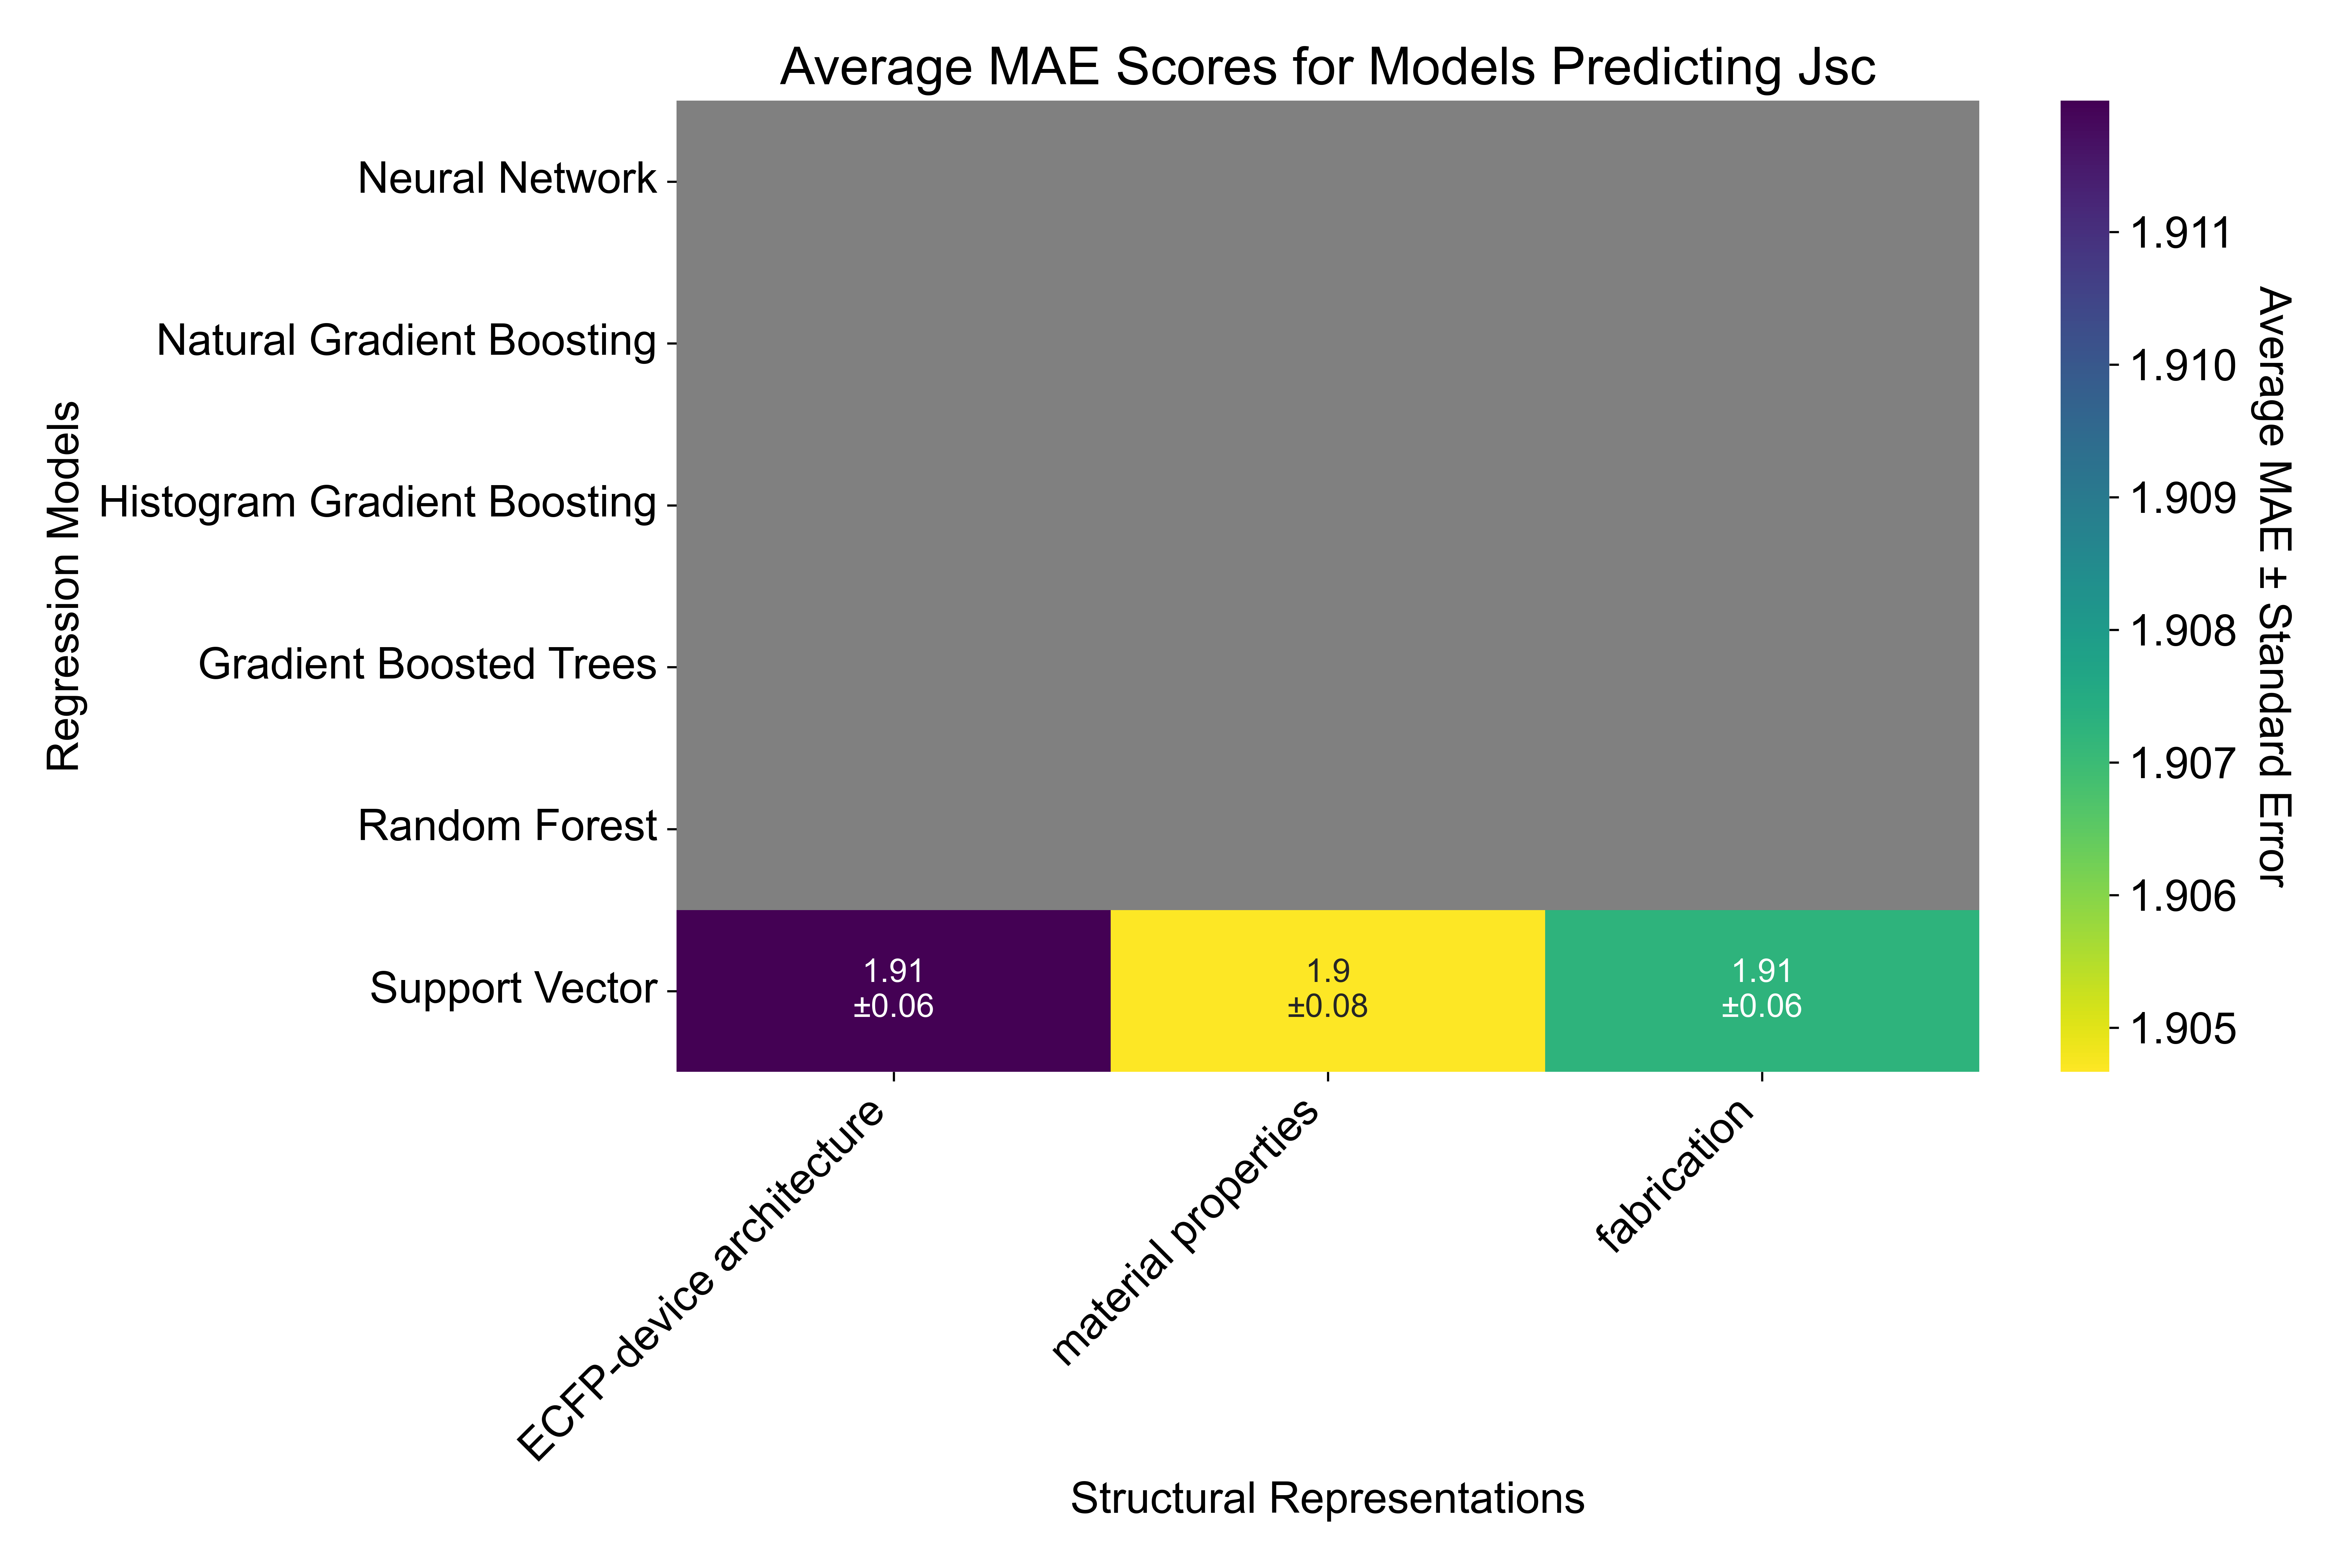 Average MAE Scores for Models Predicting Jsc
Regression Models
Neural Network
Natural Gradient Boosting
Histogram Gradient Boosting
Gradient Boosted Trees
Random Forest
Support Vector
1.91
±0.06
1.9
±0.08
1.91
±0.06
ECFP-device architecture
material properties
fabrication
Structural Representations
1.911
1.910
1.909
1.908
1.907
1.906
1.905
Average MAE ± Standard Error